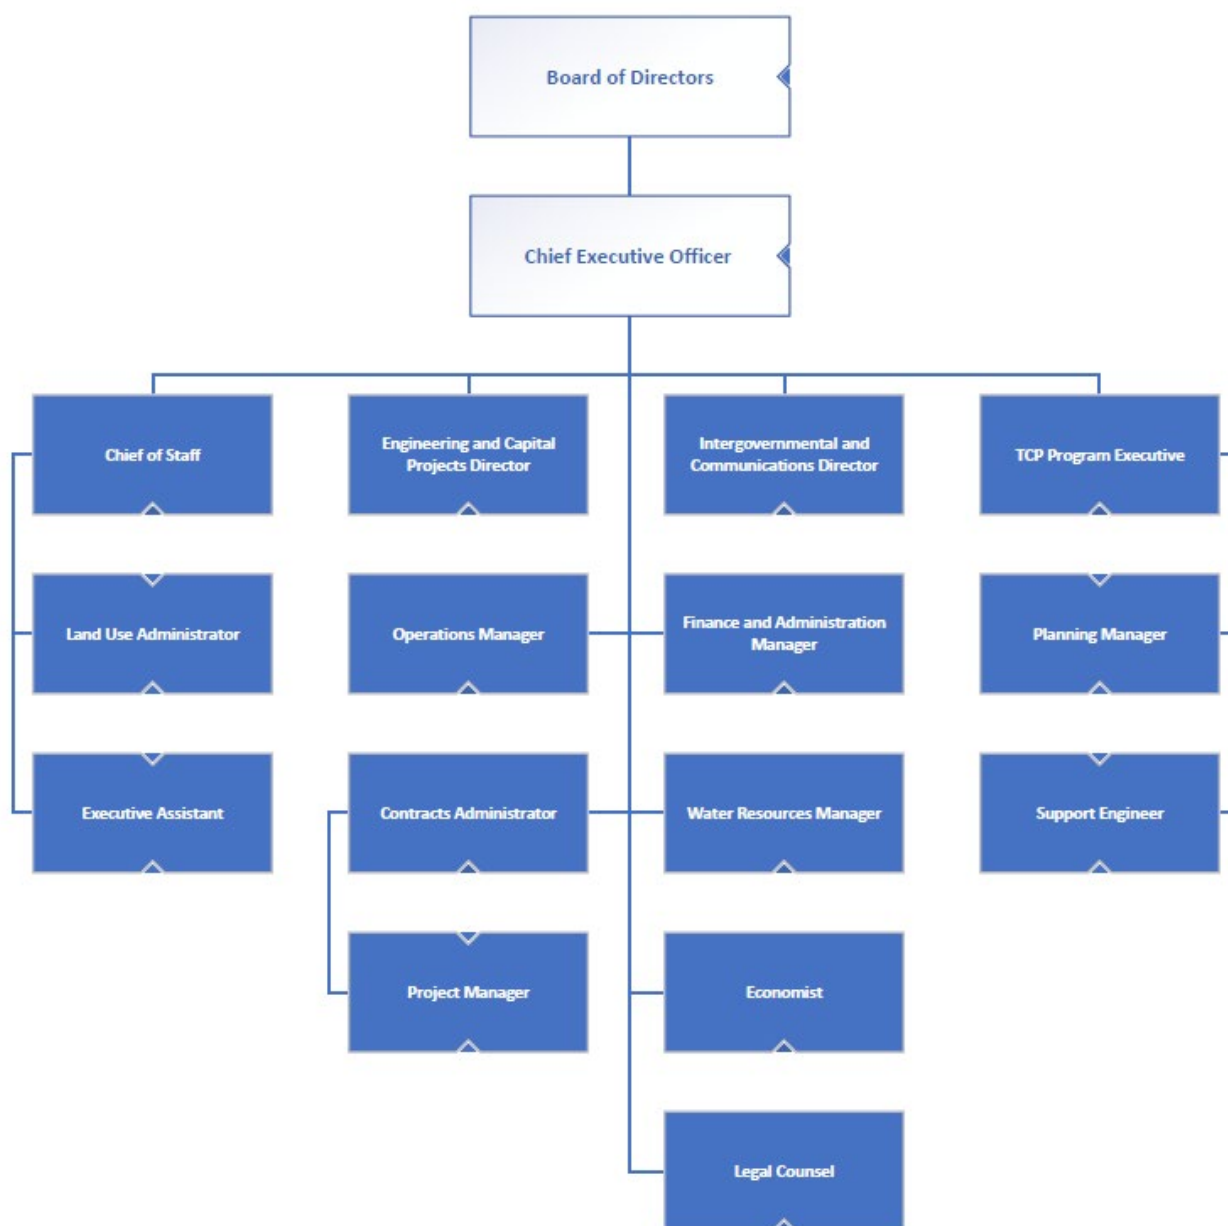 Board of Directors
Chief Executive Officer
Chief of Staff
Engineering and Capital
Projects Director
Intergovernmental and
Communications Director
TCP Program Executive
Land Use Administrator
Operations Manager
Finance and Administration
Manager
Planning Manager
Executive Assistant
Contracts Administrator
Water Resources Manager
Support Engineer
Project Manager
Economist
Legal Counsel